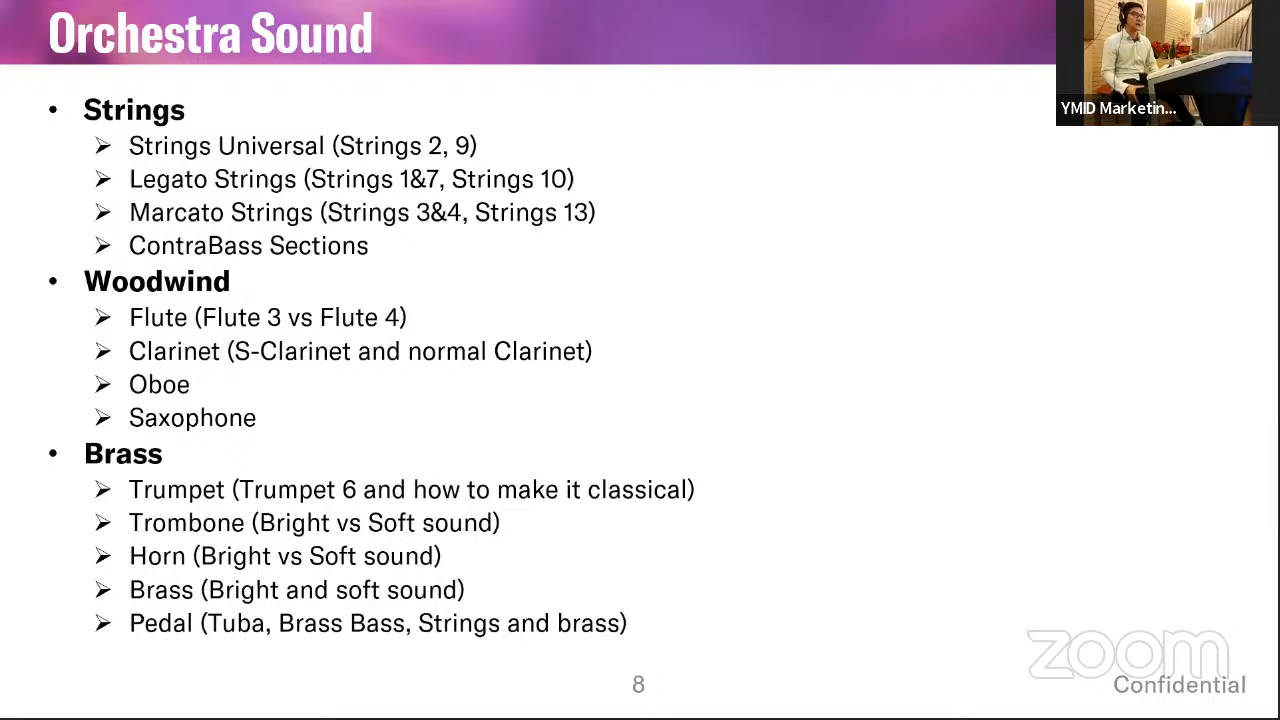 Orchestra Sound
YMID Marketin...
• Strings
➢ Strings Universal (Strings 2, 9)
➢ Legato Strings (Strings 1&7, Strings 10)
➢ Marcato Strings (Strings 3&4, Strings 13)
➢ ContraBass Sections
• Woodwind
➢ Flute (Flute 3 vs Flute 4)
➢ Clarinet (S-Clarinet and normal Clarinet)
➢ Oboe
➢ Saxophone
• Brass
➢ Trumpet (Trumpet 6 and how to make it classical)
➢ Trombone (Bright vs Soft sound)
➢ Horn (Bright vs Soft sound)
➢ Brass (Bright and soft sound)
➢ Pedal (Tuba, Brass Bass, Strings and brass)
zoom
8
Confidential